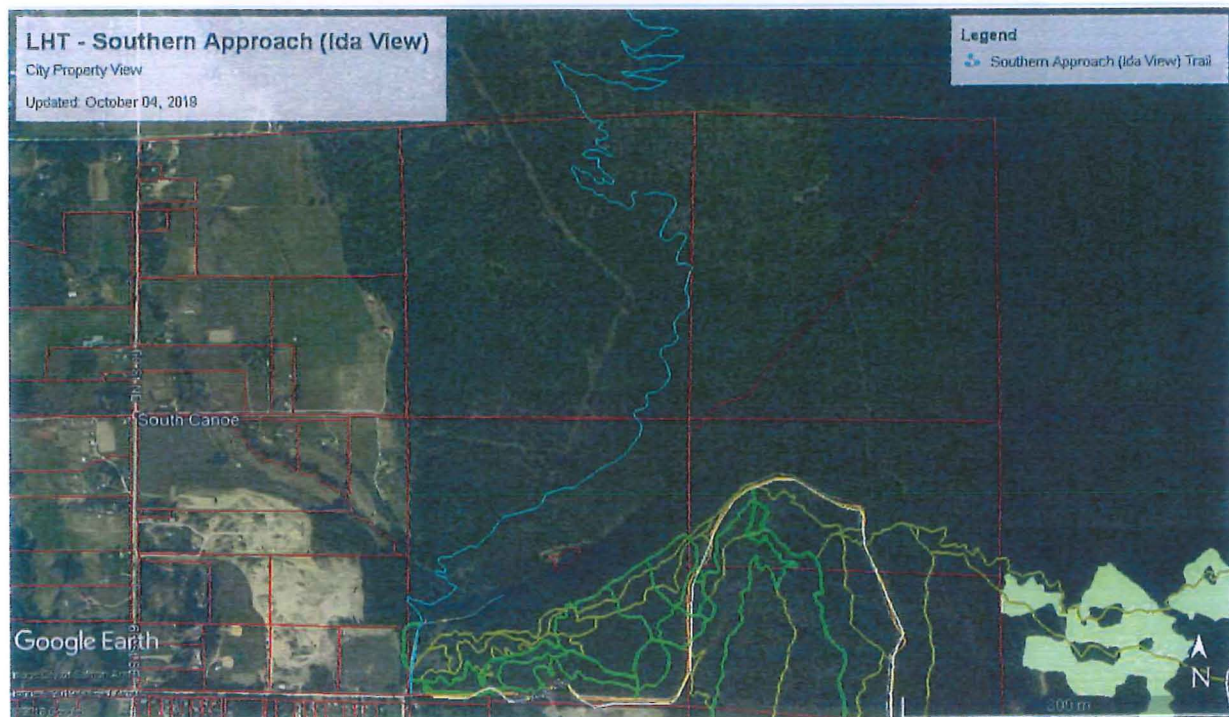 LHT - Southern Approach (Ida View)
City Property View
Updated: October 04, 2018
Legend
Southern Approach (Ida View) Trail
South Canoe
Google Earth
N
800 m